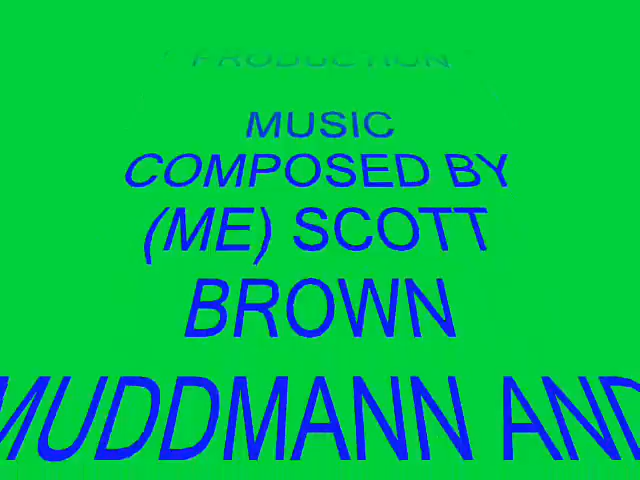 PRODUCTION
MUSIC
COMPOSED BY
(ME) SCOTT
BROWN
MUDDMANN AND